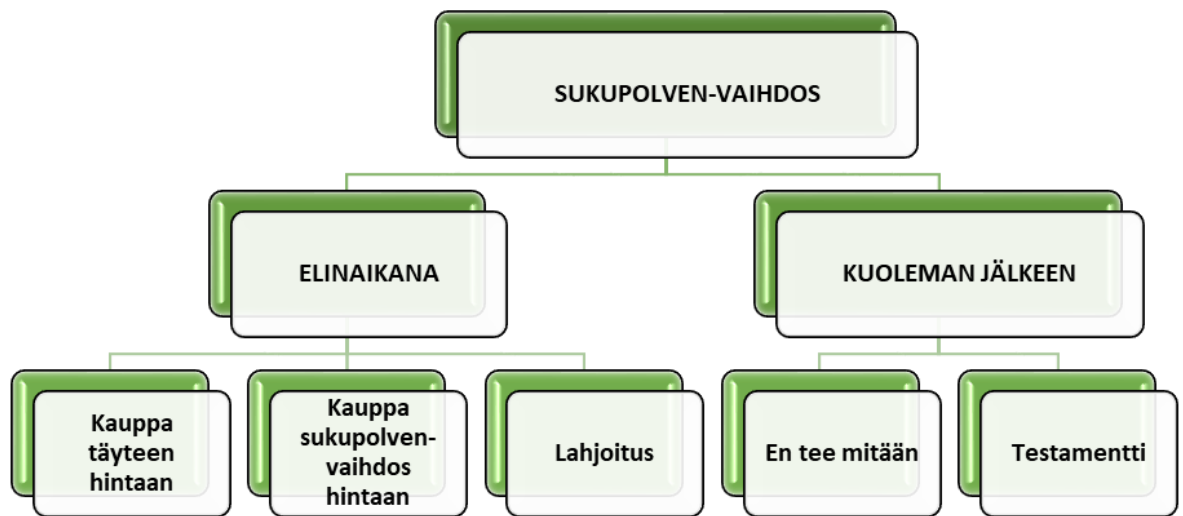 SUKUPOLVEN-VAIHDOS
ELINAIKANA
KUOLEMAN JÄLKEEN
Kauppa
täyteen
hintaan
Kauppa
sukupolven-
vaihdos
hintaan
Lahjoitus
En tee mitään
Testamentti